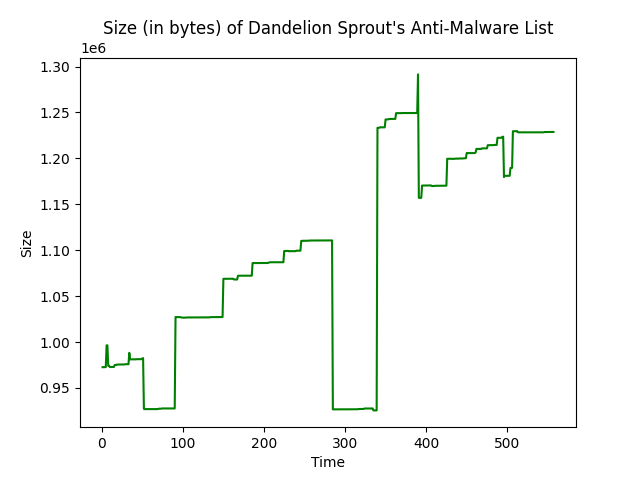 Size (in bytes) of Dandelion Sprout's Anti-Malware List
1e6
1.30
1.25
1.20
1.15
1.10
1.05
1.00
0.95
Size
0 100 200 300 400 500
Time